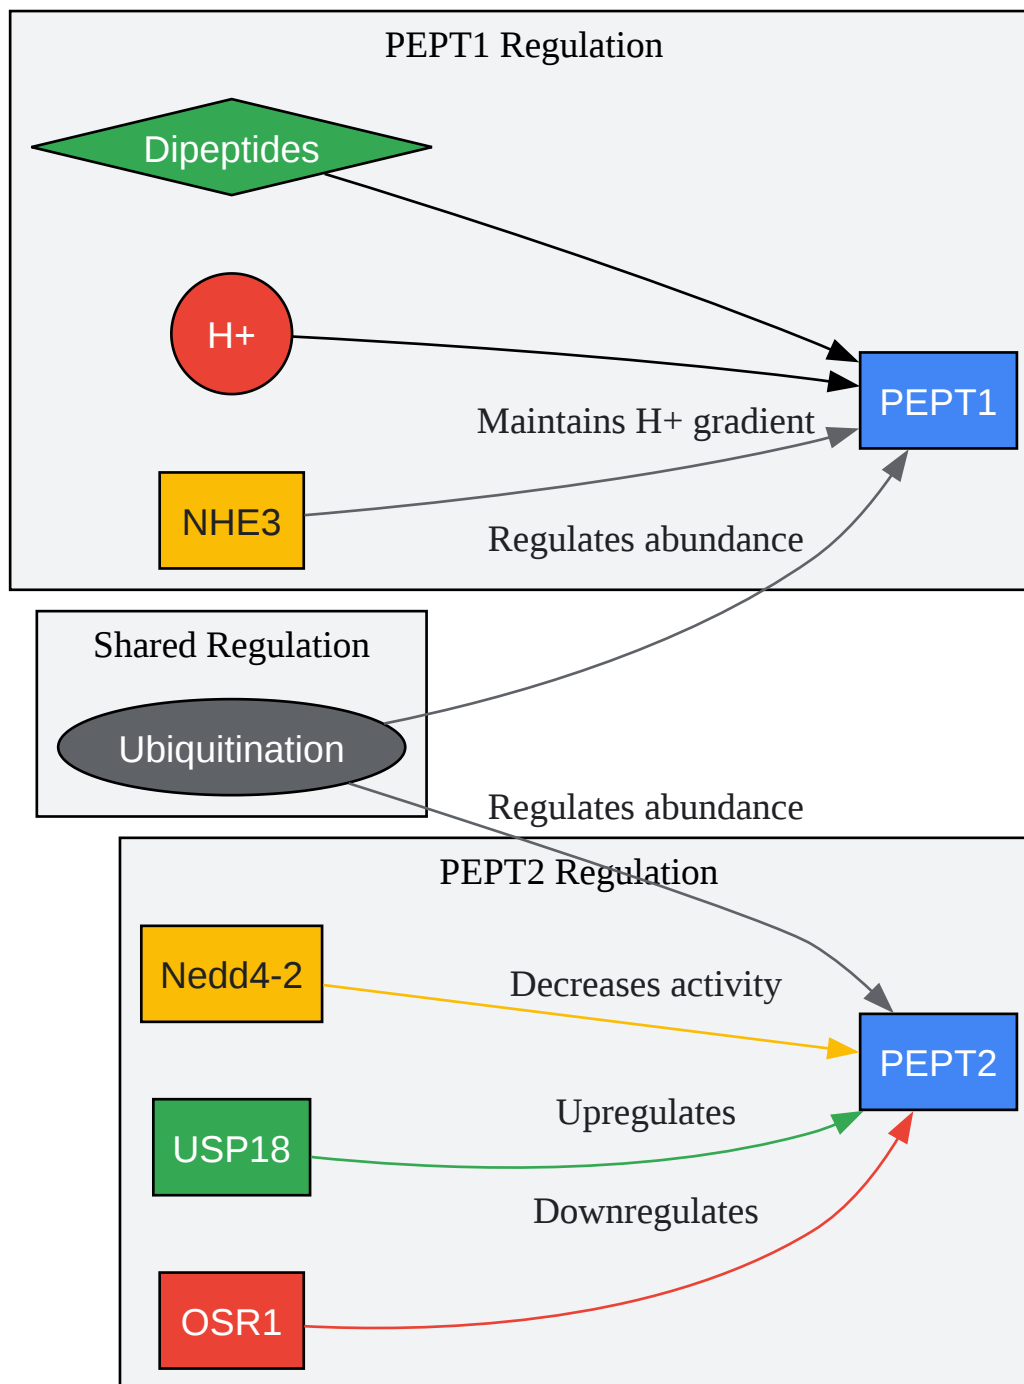 PEPT1 Regulation
Dipeptides
H+
PEPT1
Maintains H+ gradient
NHE3
Regulates abundance
Shared Regulation
Ubiquitination
Regulates abundance
PEPT2 Regulation
Nedd4-2
Decreases activity
PEPT2
Upregulates
USP18
Downregulates
OSR1